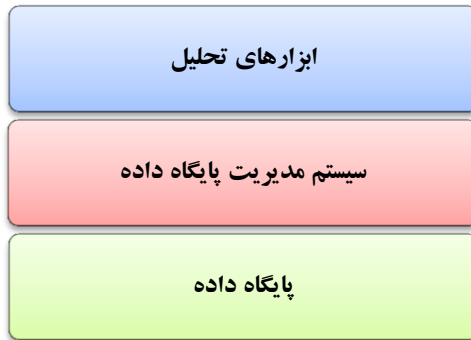 ابزارهای تحلیل
سیستم مدیریت پایگاه داده
پایگاه داده